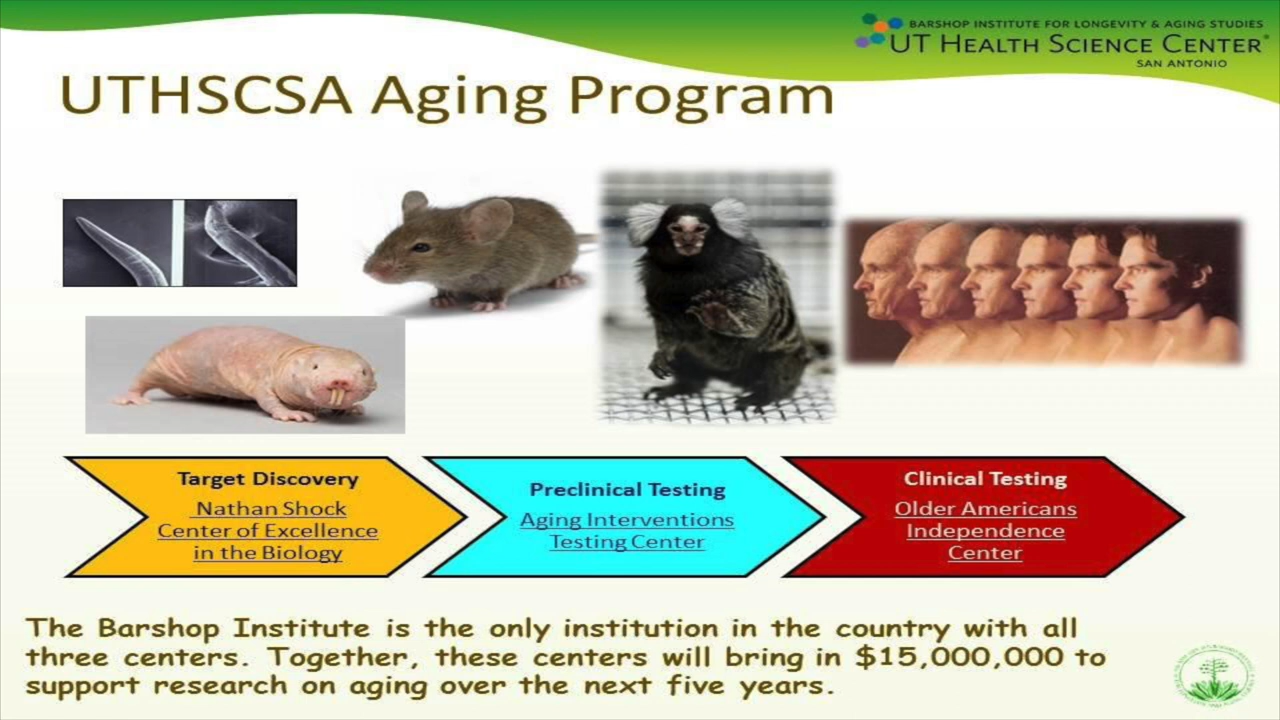 BARSHOP INSTITUTE FOR LONGEVITY & AGING STUDIES
UT HEALTH SCIENCE CENTER®
SAN ANTONIO
UTHSCSA Aging Program
Target Discovery
Nathan Shock
Center of Excellence
in the Biology
Preclinical Testing
Aging Interventions
Testing Center
Clinical Testing
Older Americans
Independence
Center
The Barshop Institute is the only institution in the country with all
three centers. Together, these centers will bring in $15,000,000 to
support research on aging over the next five years.